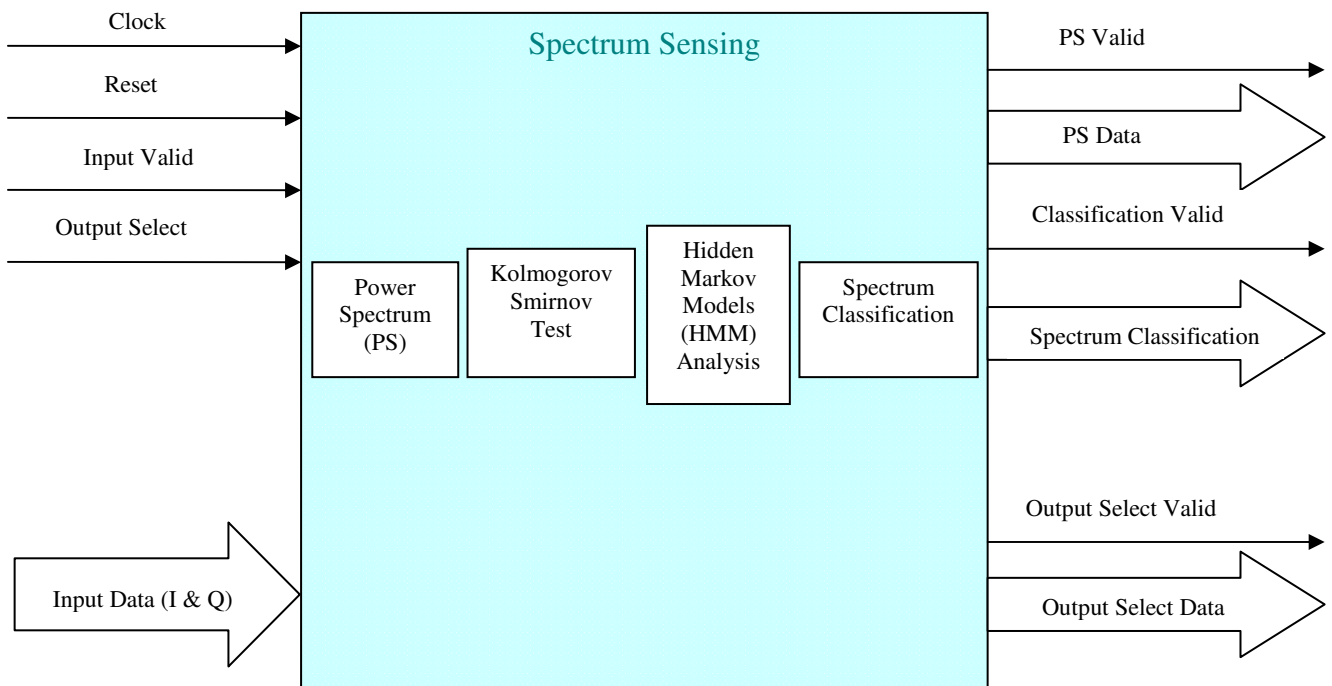 Clock
Reset
Input Valid
Output Select
Input Data (I & Q)
Spectrum Sensing
Power
Spectrum
(PS)
Kolmogorov
Smirnov
Test
Hidden
Markov
Models
(HMM)
Analysis
Spectrum
Classification
PS Valid
PS Data
Classification Valid
Spectrum Classification
Output Select Valid
Output Select Data